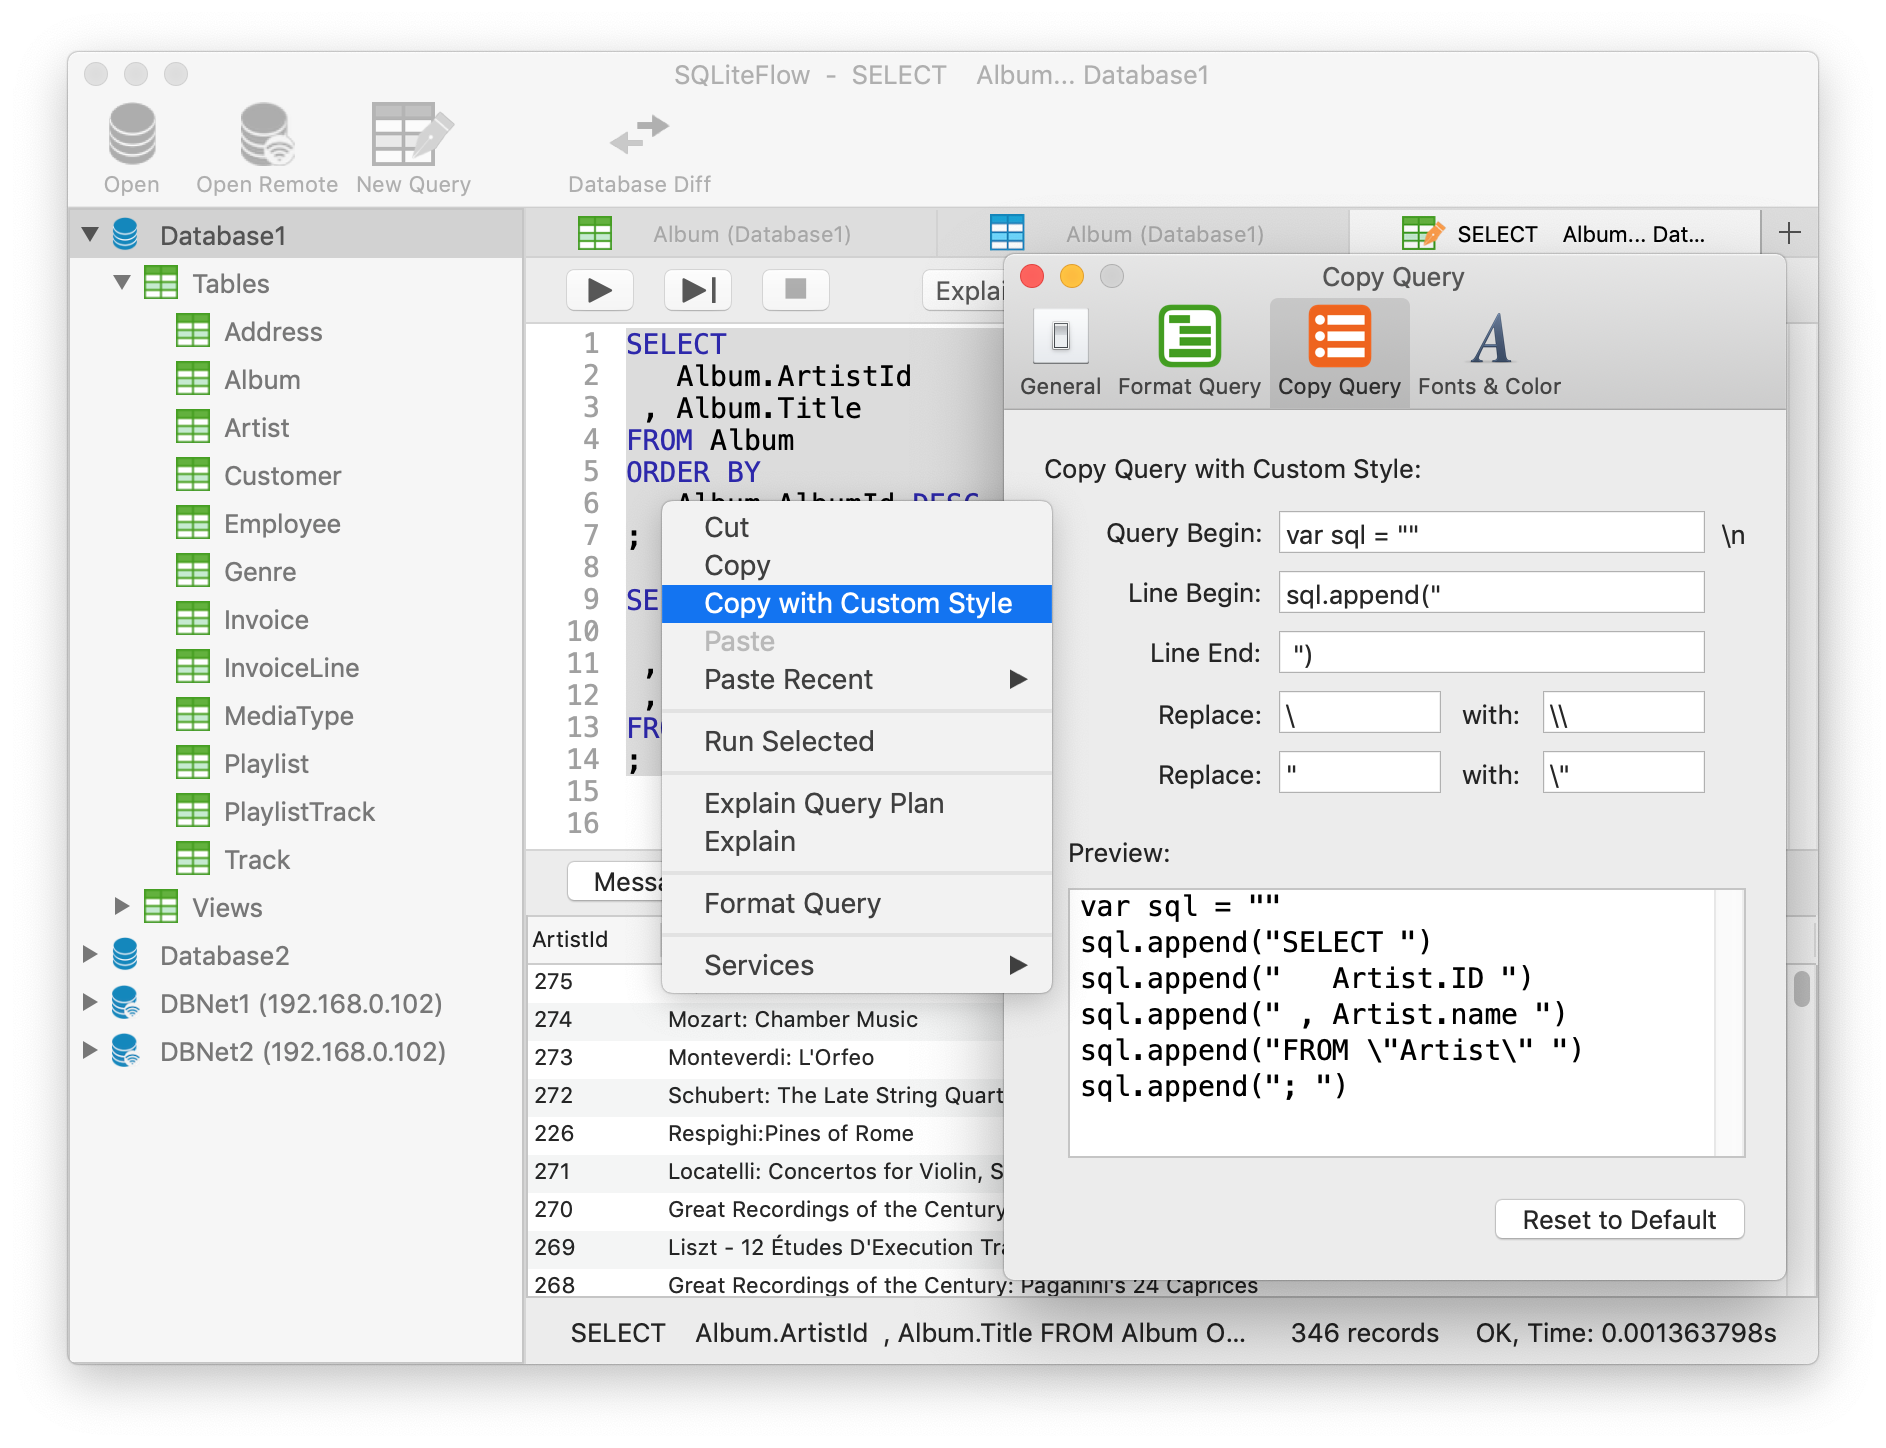 SQLiteFlow - SELECT Album... Database1
Open
Open Remote
New Query
Database Diff
Database1
Tables
Address
Album
Artist
Customer
Employee
Genre
Invoice
InvoiceLine
MediaType
Playlist
PlaylistTrack
Track
Views
Database2
DBNet1 (192.168.0.102)
DBNet2 (192.168.0.102)
Album (Database1)
Album (Database1)
SELECT Album... Dat...
1 SELECT
2 Album.ArtistId
3 , Album.Title
4 FROM Album
5 ORDER BY
6 Album.AlbumId DESC
7 ;
8
9
10
11 ,
12 ,
13
14 ;
15
16
Cut
Copy
Copy with Custom Style
Paste
Paste Recent
Run Selected
Explain Query Plan
Explain
Format Query
Services
ArtistId
275
274 Mozart: Chamber Music
273 Monteverdi: L'Orfeo
272 Schubert: The Late String Quart
226 Respighi:Pines of Rome
271 Locatelli: Concertos for Violin, S
270 Great Recordings of the Century
269 Liszt - 12 Études D'Execution Tra
268 Great Recordings of the Century: Paganini's 24 Caprices
SELECT Album.ArtistId , Album.Title FROM Album O...
346 records
OK, Time: 0.001363798s
Copy Query
General
Format Query
Copy Query
Fonts & Color
Copy Query with Custom Style:
Query Begin: var sql = "" \n
Line Begin: sql.append("
Line End: ")
Replace: \ with: \\
Replace: " with: \"
Preview:
var sql = ""
sql.append("SELECT ")
sql.append("   Artist.ID ")
sql.append(" , Artist.name ")
sql.append("FROM \"Artist\" ")
sql.append("; ")
Reset to Default